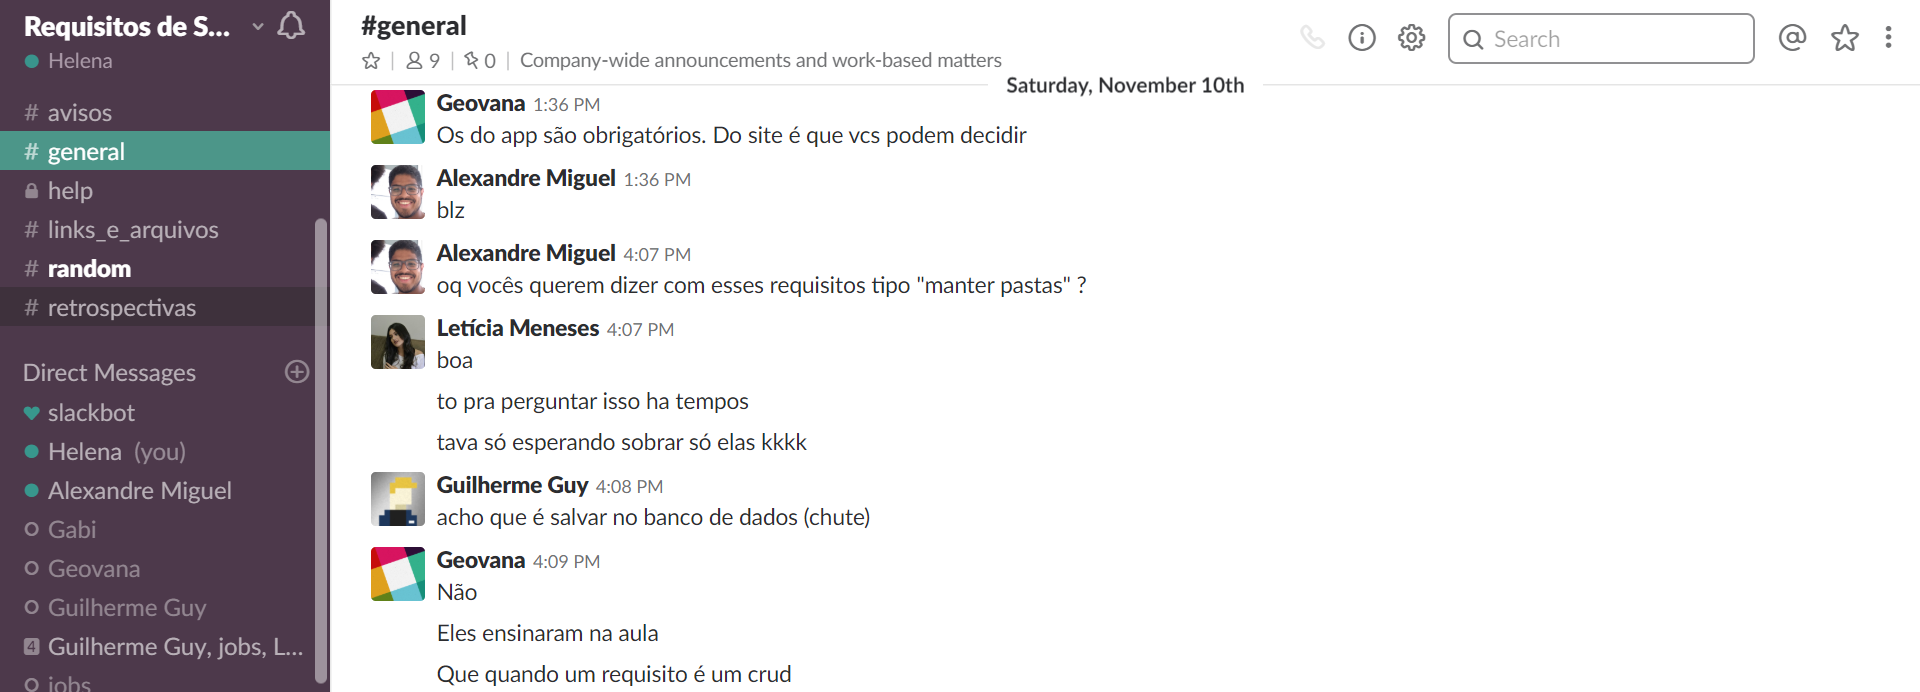 Requisitos de S...
Helena
# avisos
# general
help
# links_e_arquivos
# random
# retrospectivas
Direct Messages
slackbot
Helena (you)
Alexandre Miguel
Gabi
Geovana
Guilherme Guy
4 Guilherme Guy, jobs, L...
jobs
#general
9
0
Company-wide announcements and work-based matters
Search
Saturday, November 10th
Geovana 1:36 PM
Os do app são obrigatórios. Do site é que vcs podem decidir
Alexandre Miguel 1:36 PM
blz
Alexandre Miguel 4:07 PM
oq vocês querem dizer com esses requisitos tipo "manter pastas" ?
Letícia Meneses 4:07 PM
boa
to pra perguntar isso ha tempos
tava só esperando sobrar só elas kkkk
Guilherme Guy 4:08 PM
acho que é salvar no banco de dados (chute)
Geovana 4:09 PM
Não
Eles ensinaram na aula
Que quando um requisito é um crud